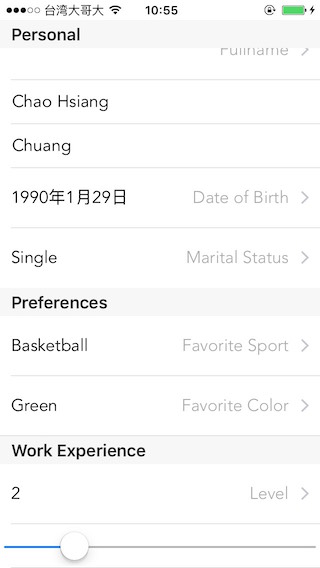 台湾大哥大 10:55
Personal
Fullname
Chao Hsiang
Chuang
1990年1月29日 Date of Birth
Single Marital Status
Preferences
Basketball Favorite Sport
Green Favorite Color
Work Experience
2 Level